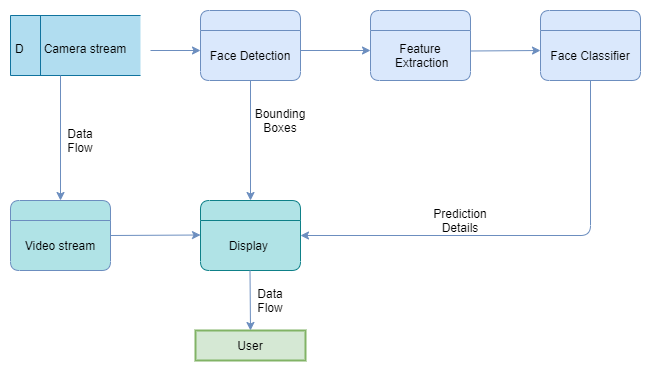 D
Camera stream
Face Detection
Feature
Extraction
Face Classifier
Data
Flow
Bounding
Boxes
Video stream
Display
Prediction
Details
Data
Flow
User